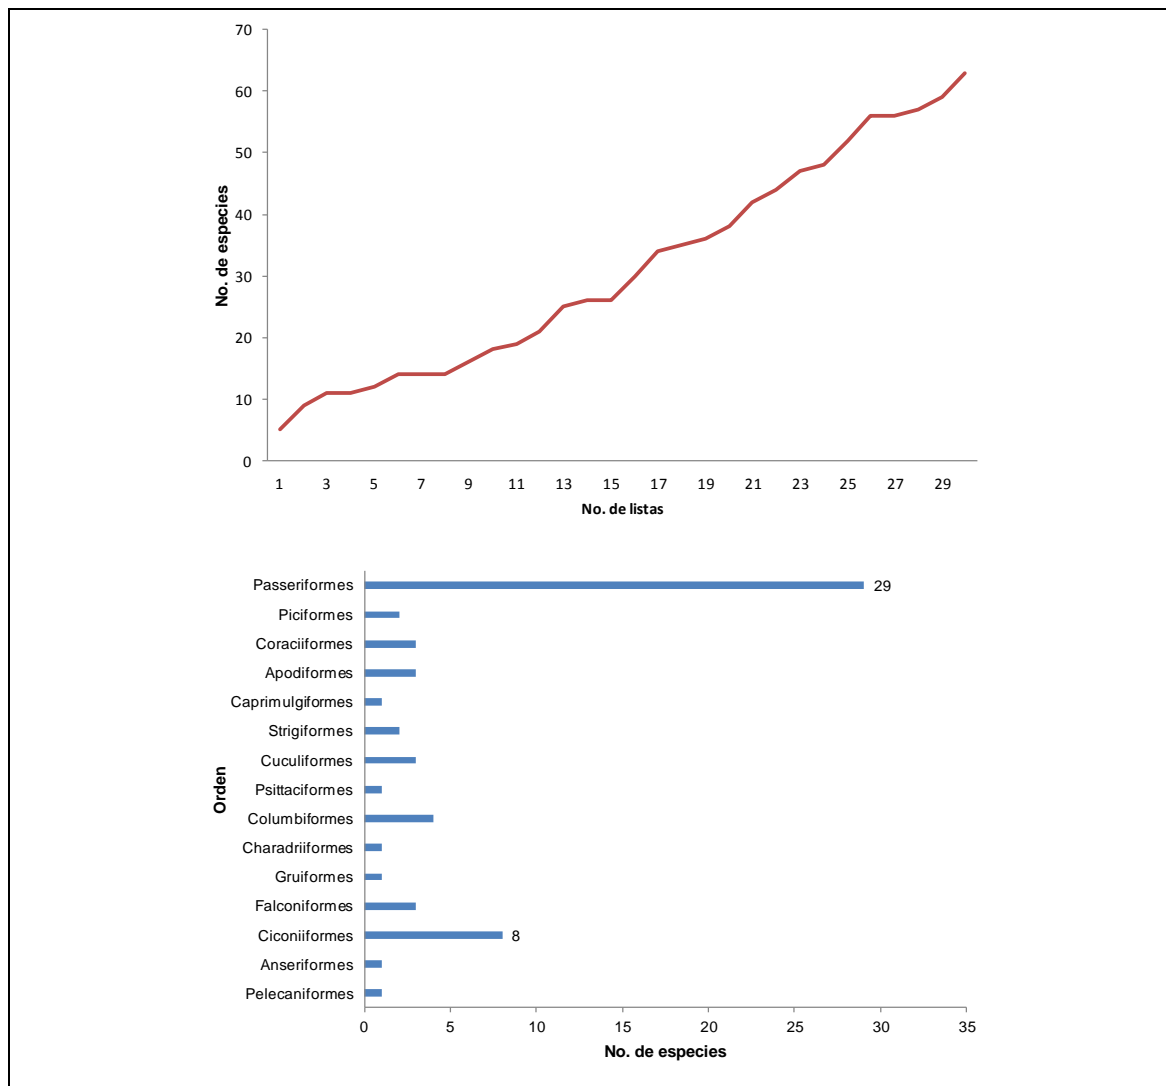 70
60
50
40
30
20
10
0
No. de especies
1 3 5 7 9 11 13 15 17 19 21 23 25 27 29
No. de listas
Passeriformes 29
Piciformes
Coraciiformes
Apodiformes
Caprimulgiformes
Strigiformes
Cuculiformes
Psittaciformes
Columbiformes
Charadriiformes
Gruiformes
Falconiformes
Ciconiiformes 8
Anseriformes
Pelecaniformes
Orden
0 5 10 15 20 25 30 35
No. de especies